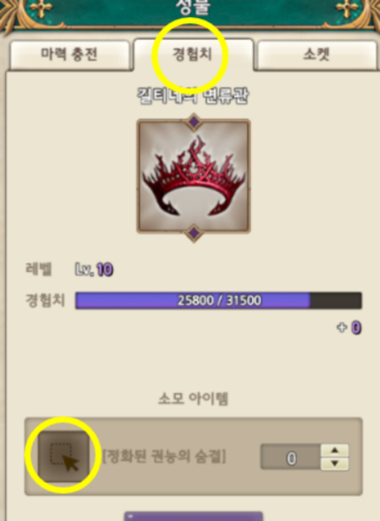 성물
마력 충전 경험치 소켓
길티네의 면류관
레벨 Lv. 10
경험치 25800 / 31500
+ 0
소모 아이템
[정화된 권능의 숨결] 0